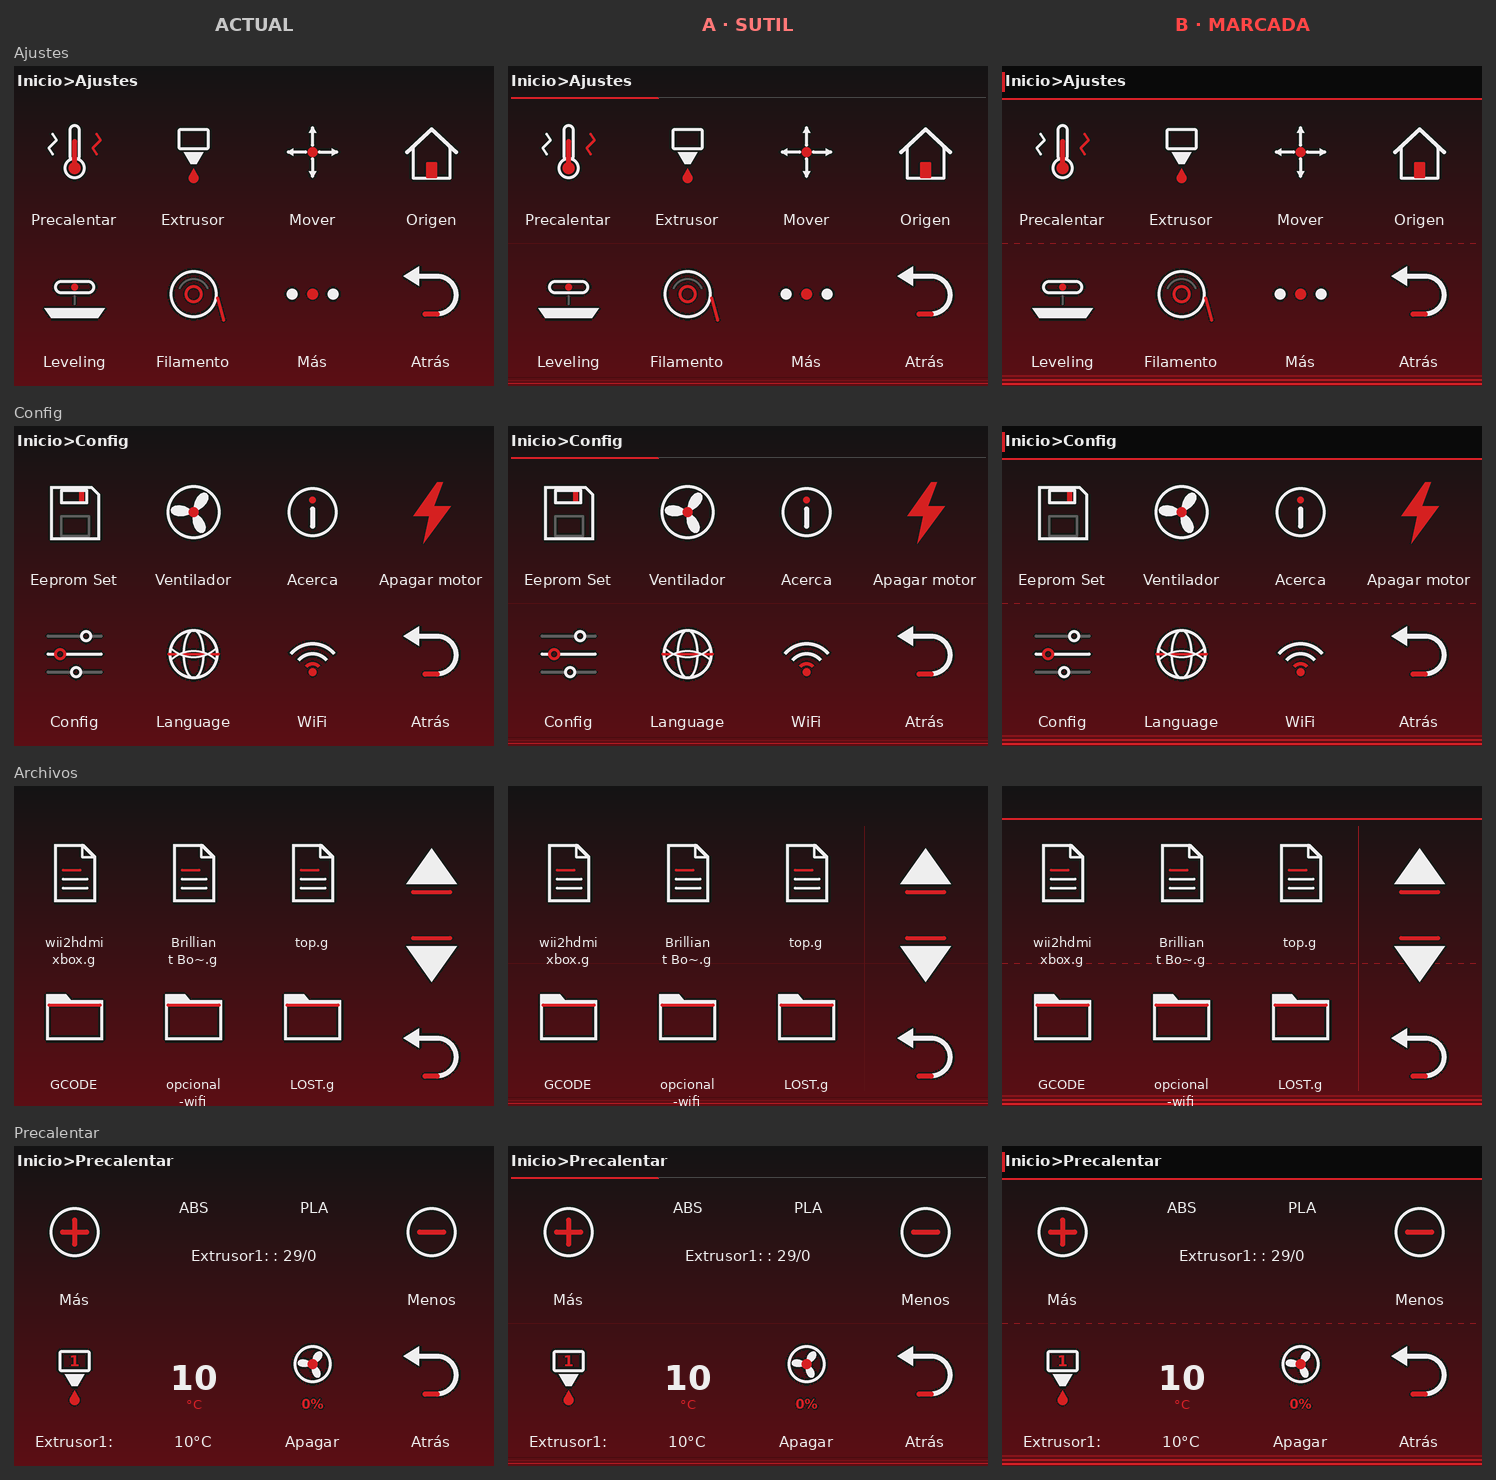 ACTUAL A · SUTIL B · MARCADA
Ajustes
Inicio>Ajustes Inicio>Ajustes Inicio>Ajustes
Precalentar Extrusor Mover Origen Precalentar Extrusor Mover Origen Precalentar Extrusor Mover Origen
Leveling Filamento Más Atrás Leveling Filamento Más Atrás Leveling Filamento Más Atrás
Config
Inicio>Config Inicio>Config Inicio>Config
Eeprom Set Ventilador Acerca Apagar motor Eeprom Set Ventilador Acerca Apagar motor Eeprom Set Ventilador Acerca Apagar motor
Config Language WiFi Atrás Config Language WiFi Atrás Config Language WiFi Atrás
Archivos
wii2hdmi Brillian top.g wii2hdmi Brillian top.g wii2hdmi Brillian top.g
xbox.g t Bo~.g xbox.g t Bo~.g xbox.g t Bo~.g
GCODE opcional LOST.g GCODE opcional LOST.g GCODE opcional LOST.g
-wifi -wifi -wifi
Precalentar
Inicio>Precalentar Inicio>Precalentar Inicio>Precalentar
ABS PLA ABS PLA ABS PLA
Extrusor1: : 29/0 Extrusor1: : 29/0 Extrusor1: : 29/0
Más Menos Más Menos Más Menos
1 1 1
10 10 10
°C 0% °C 0% °C 0%
Extrusor1: 10°C Apagar Atrás Extrusor1: 10°C Apagar Atrás Extrusor1: 10°C Apagar Atrás